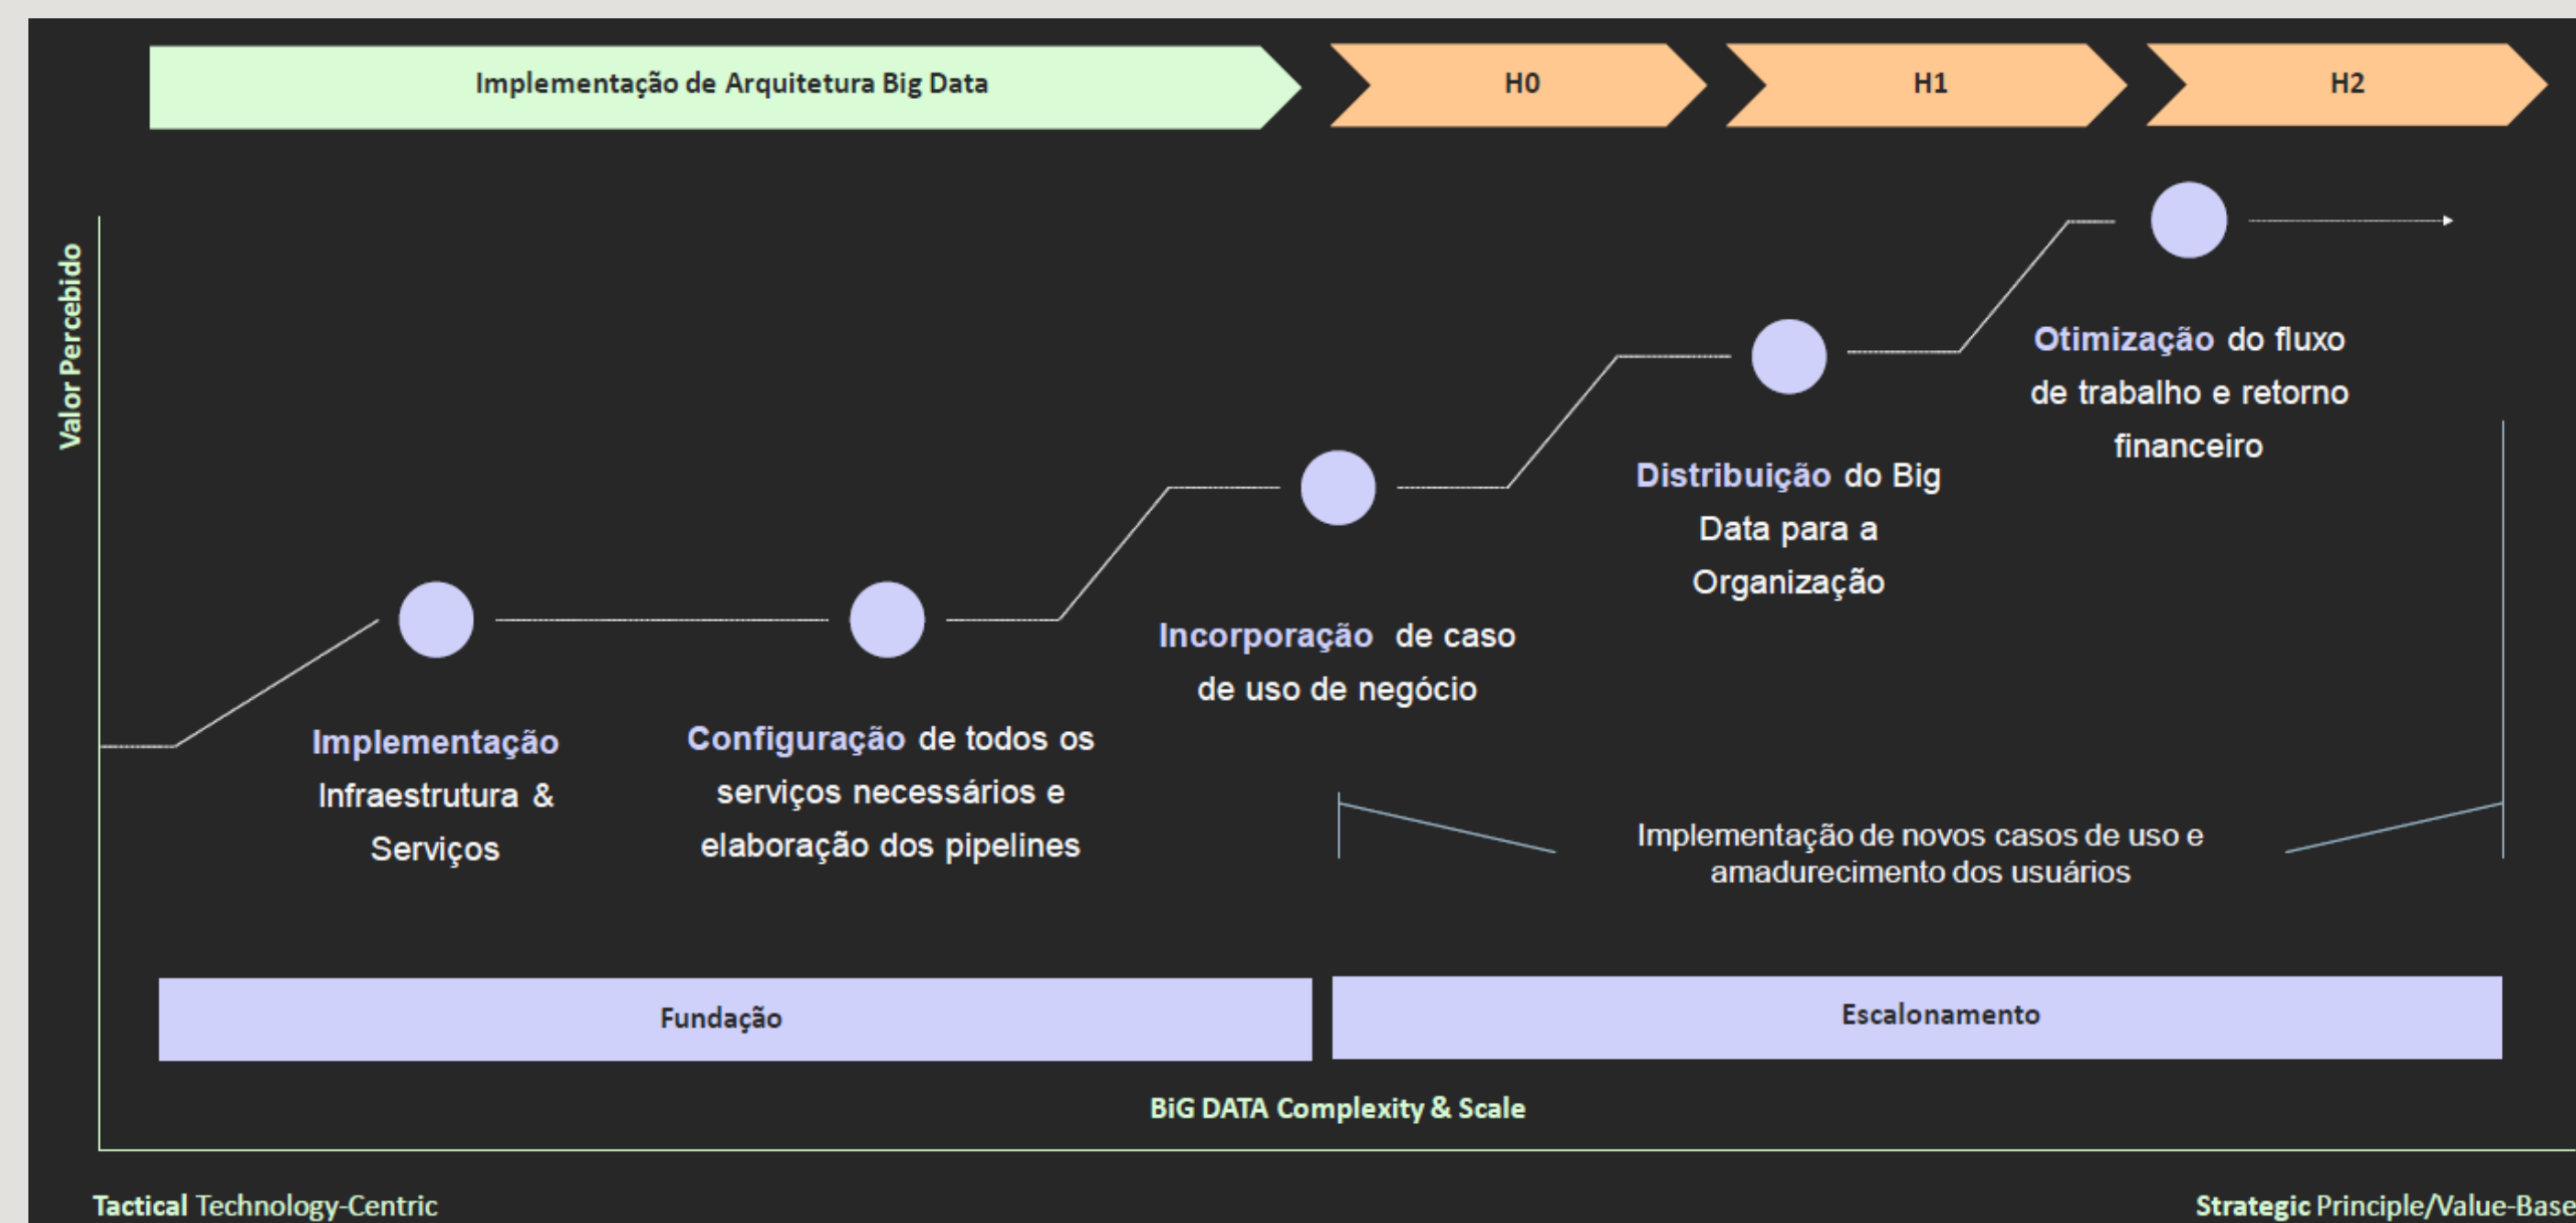 Implementação de Arquitetura Big Data
H0
H1
H2
Valor Percebido
Otimização do fluxo
de trabalho e retorno
financeiro
Distribuição do Big
Data para a
Organização
Incorporação de caso
de uso de negócio
Implementação
Infraestrutura &
Serviços
Configuração de todos os
serviços necessários e
elaboração dos pipelines
Implementação de novos casos de uso e
amadurecimento dos usuários
Fundação
Escalonamento
BiG DATA Complexity & Scale
Tactical Technology-Centric
Strategic Principle/Value-Base